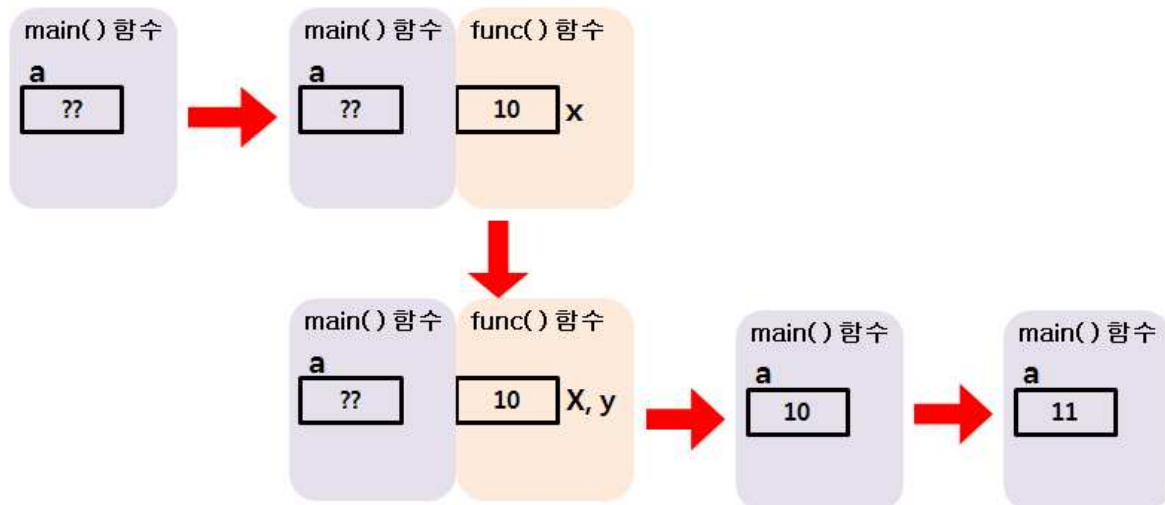 main( ) 함수
a
??
main( ) 함수 func( ) 함수
a
?? 10 x
main( ) 함수 func( ) 함수
a
?? 10 X, y
main( ) 함수
a
10
main( ) 함수
a
11